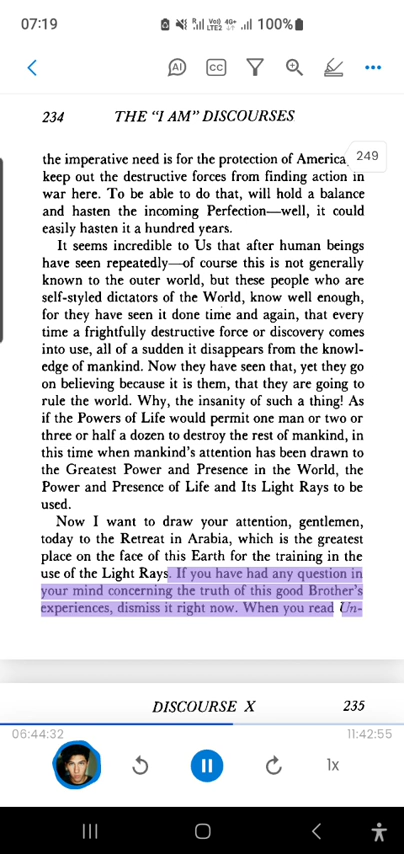 07:19
Vo))
R
LTE2
4G+
100%
AI
CC
234 THE "I AM" DISCOURSES
249
the imperative need is for the protection of America
keep out the destructive forces from finding action in
war here. To be able to do that, will hold a balance
and hasten the incoming Perfection—well, it could
easily hasten it a hundred years.
It seems incredible to Us that after human beings
have seen repeatedly—of course this is not generally
known to the outer world, but these people who are
self-styled dictators of the World, know well enough,
for they have seen it done time and again, that every
time a frightfully destructive force or discovery comes
into use, all of a sudden it disappears from the knowl-
edge of mankind. Now they have seen that, yet they go
on believing because it is them, that they are going to
rule the world. Why, the insanity of such a thing! As
if the Powers of Life would permit one man or two or
three or half a dozen to destroy the rest of mankind, in
this time when mankind's attention has been drawn to
the Greatest Power and Presence in the World, the
Power and Presence of Life and Its Light Rays to be
used.
Now I want to draw your attention, gentlemen,
today to the Retreat in Arabia, which is the greatest
place on the face of this Earth for the training in the
use of the Light Rays. If you have had any question in
your mind concerning the truth of this good Brother's
experiences, dismiss it right now. When you read Un-
DISCOURSE X 235
06:44:32 11:42:55
1x